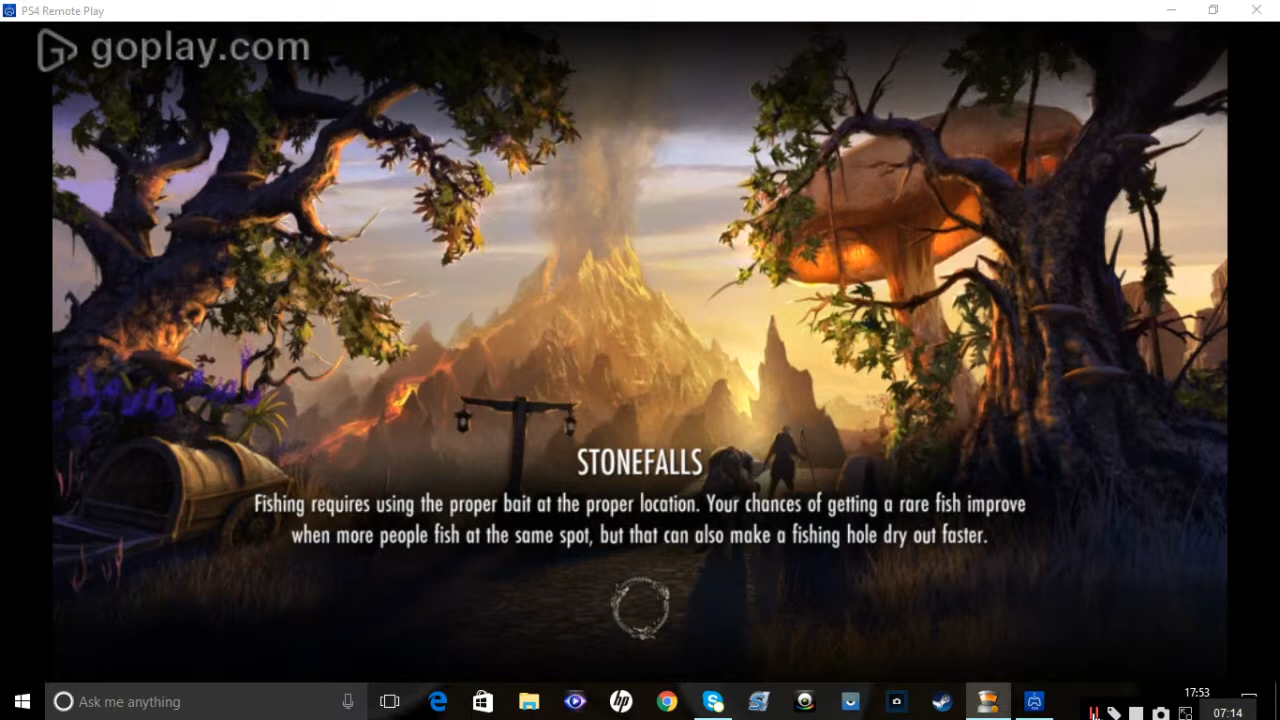 PS4 Remote Play
goplay.com
STONEFALLS
Fishing requires using the proper bait at the proper location. Your chances of getting a rare fish improve
when more people fish at the same spot, but that can also make a fishing hole dry out faster.
Ask me anything
hp
17:53
07:14